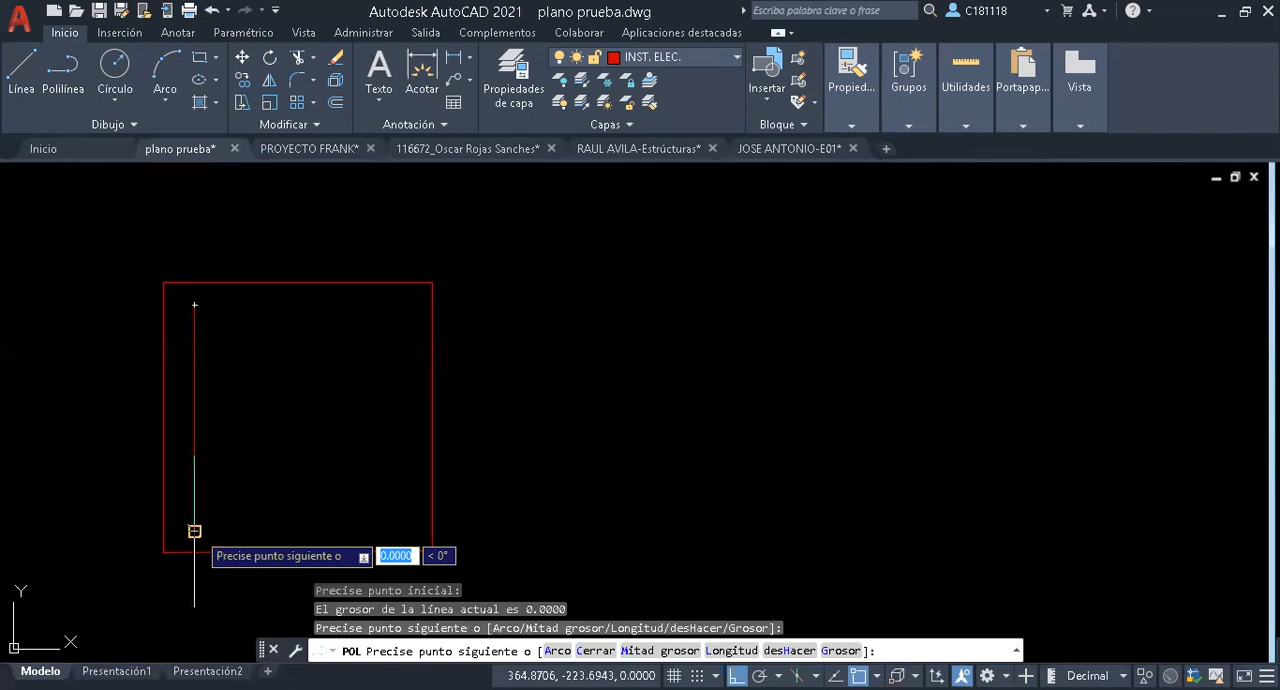 Autodesk AutoCAD 2021 plano prueba.dwg
Escriba palabra clave o frase
C181118
Inicio Inserción Anotar Paramétrico Vista Administrar Salida Complementos Colaborar Aplicaciones destacadas
INST. ELEC.
Línea Polilínea Círculo Arco
Texto Acotar
Propiedades
de capa
Insertar
Propied... Grupos Utilidades Portapap... Vista
Dibujo Modificar Anotación Capas Bloque
Inicio plano prueba* PROYECTO FRANK* 116672_Oscar Rojas Sanches* RAUL AVILA-Estrúcturas* JOSE ANTONIO-E01*
Precise punto siguiente o 0.0000 < 0°
Y
Precise punto inicial:
El grosor de la línea actual es 0.0000
Precise punto siguiente o [Arco/Mitad grosor/Longitud/desHacer/Grosor]:
X
POL Precise punto siguiente o [Arco Cerrar Mitad grosor Longitud desHacer Grosor]:
Modelo Presentación1 Presentación2
364.8706, -223.6943, 0.0000
Decimal